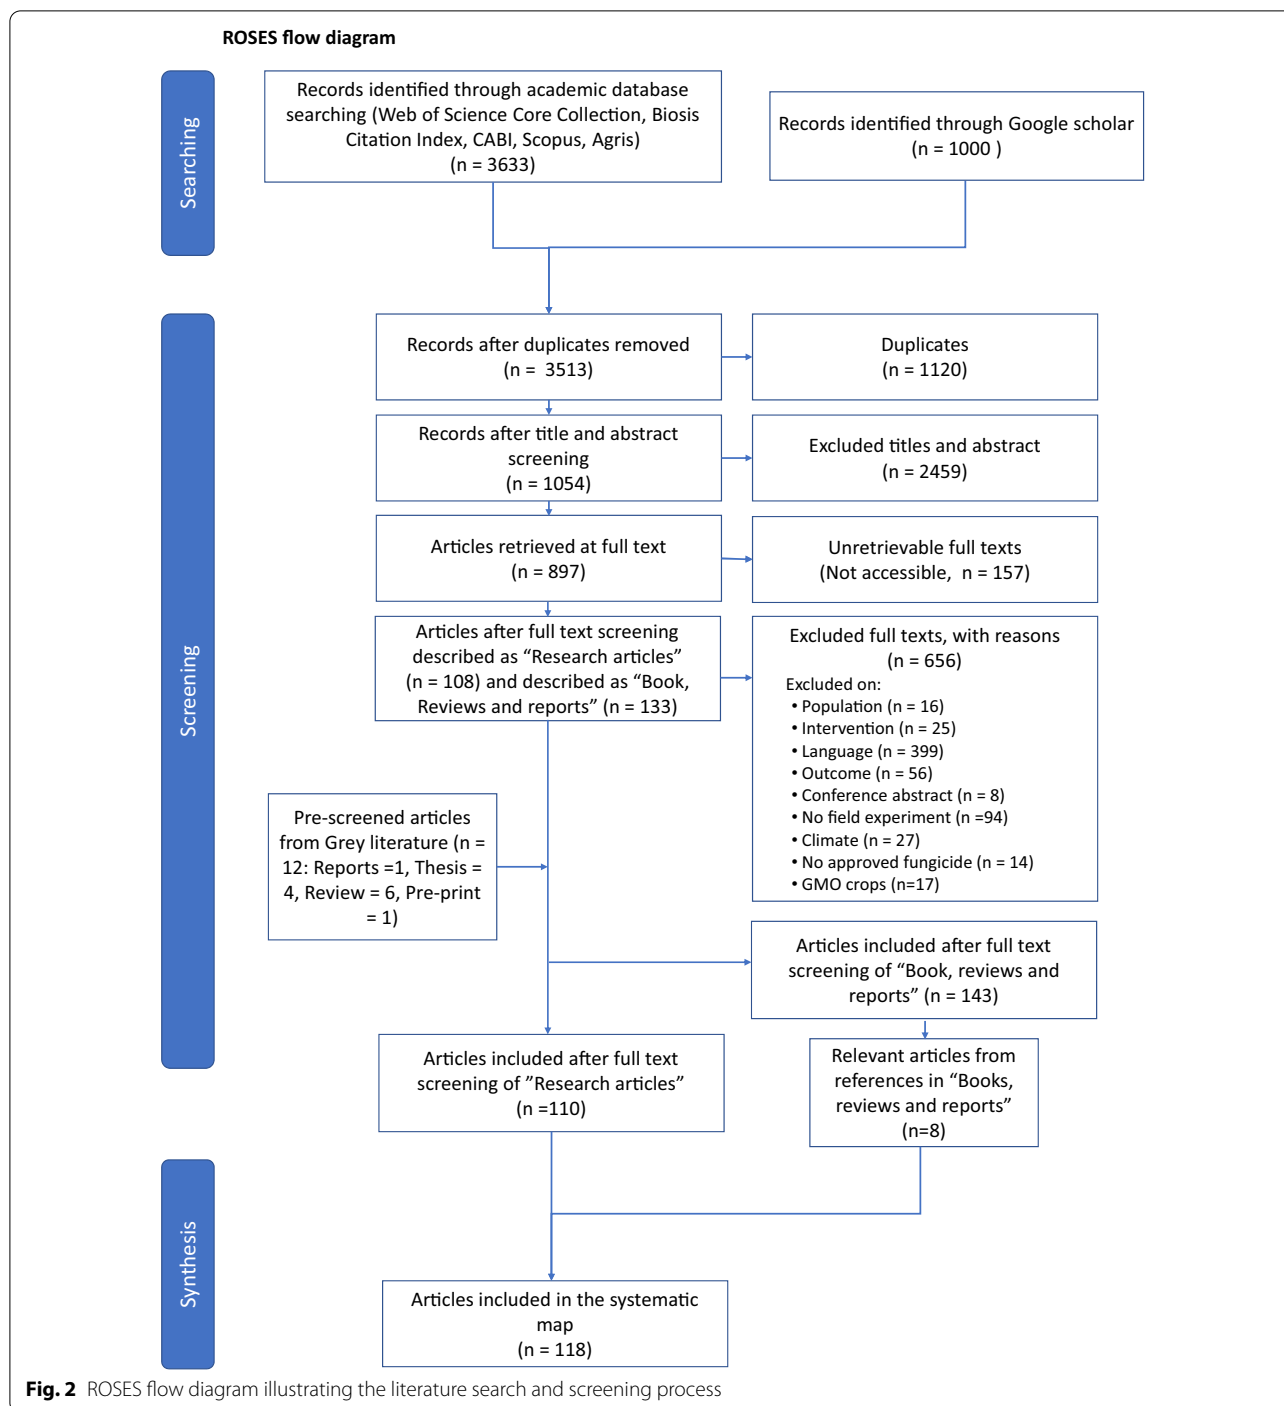 ROSES flow diagram
Searching
Records identified through academic database
searching (Web of Science Core Collection, Biosis
Citation Index, CABI, Scopus, Agris)
(n = 3633)
Records identified through Google scholar
(n = 1000 )
Screening
Records after duplicates removed
(n =  3513)
Duplicates
(n = 1120)
Records after title and abstract
screening
(n = 1054)
Excluded titles and abstract
(n = 2459)
Articles retrieved at full text
(n = 897)
Unretrievable full texts
(Not accessible,  n = 157)
Articles after full text screening
described as “Research articles”
(n = 108) and described as “Book,
Reviews and reports” (n = 133)
Excluded full texts, with reasons
(n = 656)
Excluded on:
• Population (n = 16)
• Intervention (n = 25)
• Language (n = 399)
• Outcome (n = 56)
• Conference abstract (n = 8)
• No field experiment (n =94)
• Climate (n = 27)
• No approved fungicide (n = 14)
• GMO crops (n=17)
Pre-screened articles
from Grey literature (n =
12: Reports =1, Thesis =
4, Review = 6, Pre-print
= 1)
Articles included after full text
screening of “Book, reviews and
reports” (n = 143)
Articles included after full text
screening of ”Research articles”
(n =110)
Relevant articles from
references in “Books,
reviews and reports”
(n=8)
Synthesis
Articles included in the systematic
map
(n = 118)
Fig. 2 ROSES flow diagram illustrating the literature search and screening process